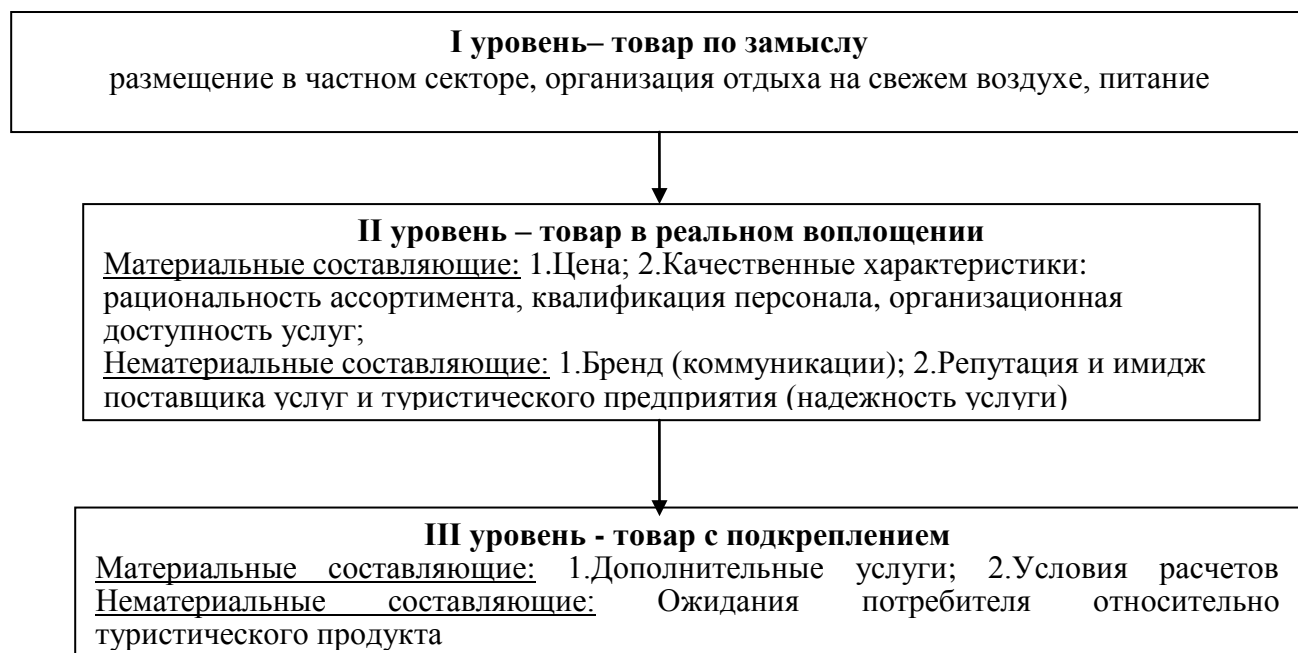 I уровень– товар по замыслу
размещение в частном секторе, организация отдыха на свежем воздухе, питание
II уровень – товар в реальном воплощении
Материальные составляющие: 1.Цена; 2.Качественные характеристики:
рациональность ассортимента, квалификация персонала, организационная
доступность услуг;
Нематериальные составляющие: 1.Бренд (коммуникации); 2.Репутация и имидж
поставщика услуг и туристического предприятия (надежность услуги)
III уровень - товар с подкреплением
Материальные составляющие: 1.Дополнительные услуги; 2.Условия расчетов
Нематериальные составляющие: Ожидания потребителя относительно
туристического продукта